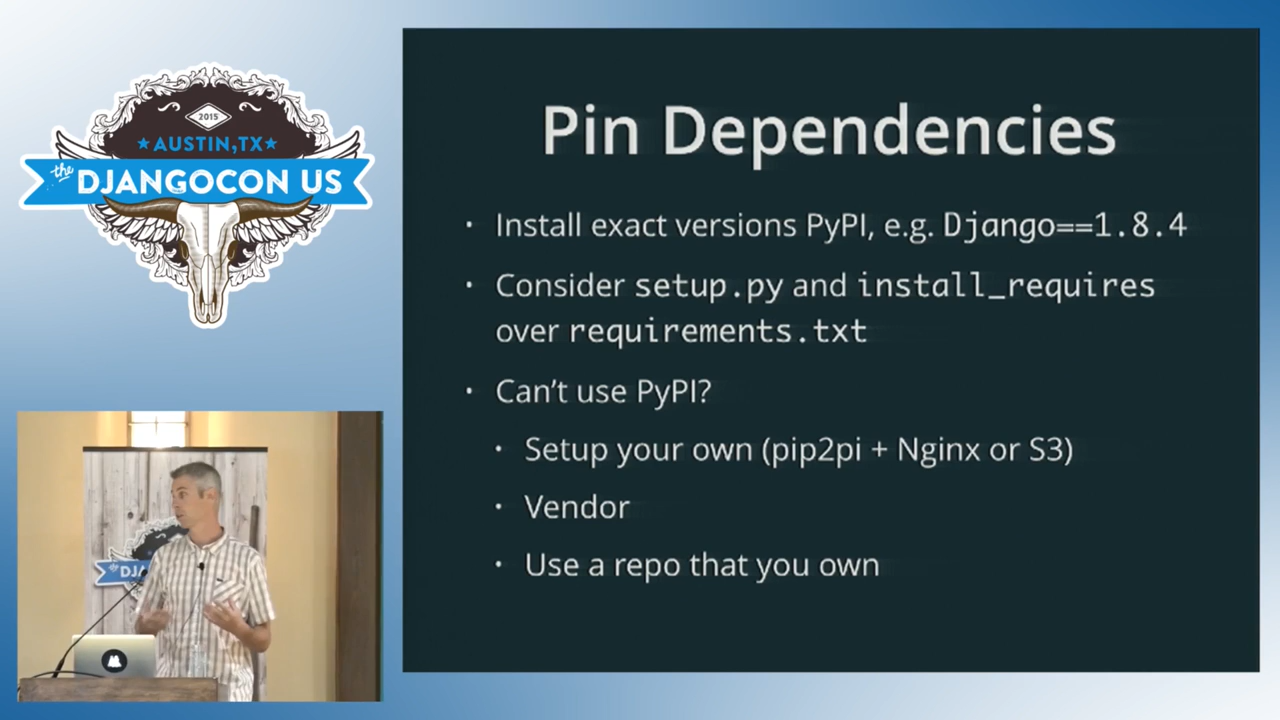 2015
AUSTIN,TX
the
DJANGOCON US
Pin Dependencies
• Install exact versions PyPI, e.g. Django==1.8.4
• Consider setup.py and install_requires
over requirements.txt
• Can’t use PyPI?
• Setup your own (pip2pi + Nginx or S3)
• Vendor
• Use a repo that you own
DJA